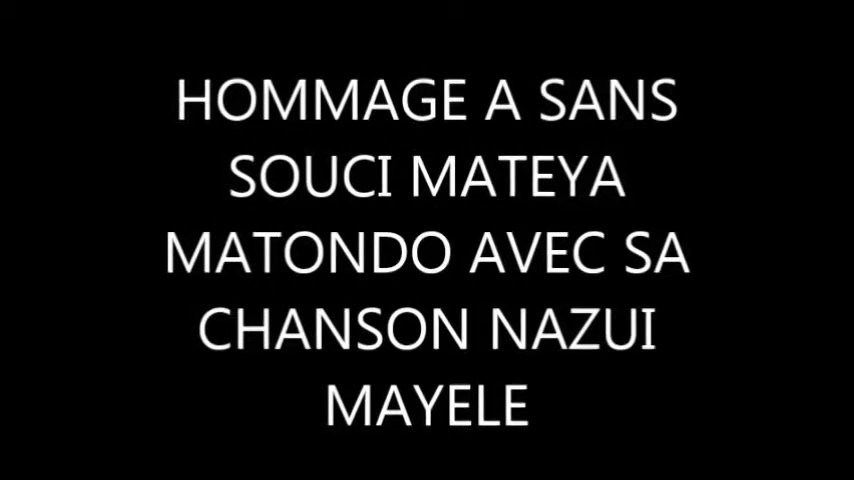 HOMMAGE A SANS
SOUCI MATEYA
MATONDO AVEC SA
CHANSON NAZUI
MAYELE